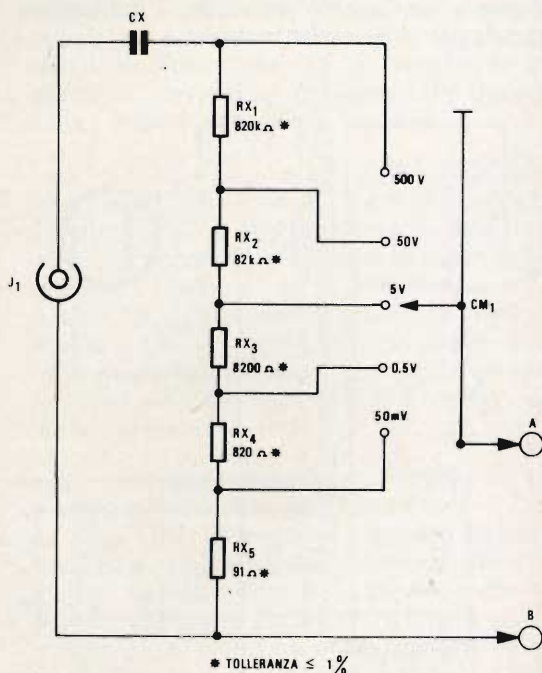 CX
RX1
820kΩ *
500 V
RX2
82kΩ*
50V
J1
5V
CM1
RX3
8200 Ω *
0.5V
RX4
820 Ω *
50mV
A
RX5
91Ω*
B
* TOLLERANZA ≤ 1%